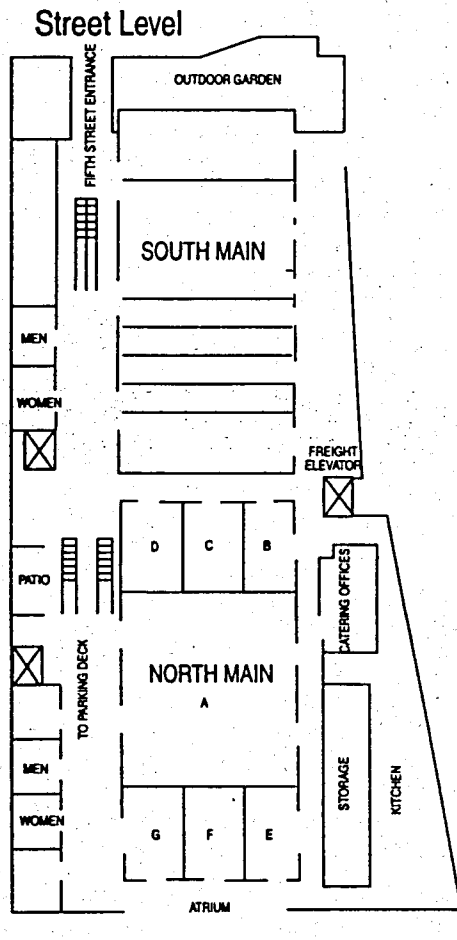 Street Level
OUTDOOR GARDEN
FIFTH STREET ENTRANCE
SOUTH MAIN
MEN
WOMEN
FREIGHT
ELEVATOR
D
C
B
PATIO
CATERING OFFICES
NORTH MAIN
A
TO PARKING DECK
MEN
STORAGE
KITCHEN
WOMEN
G
F
E
ATRIUM